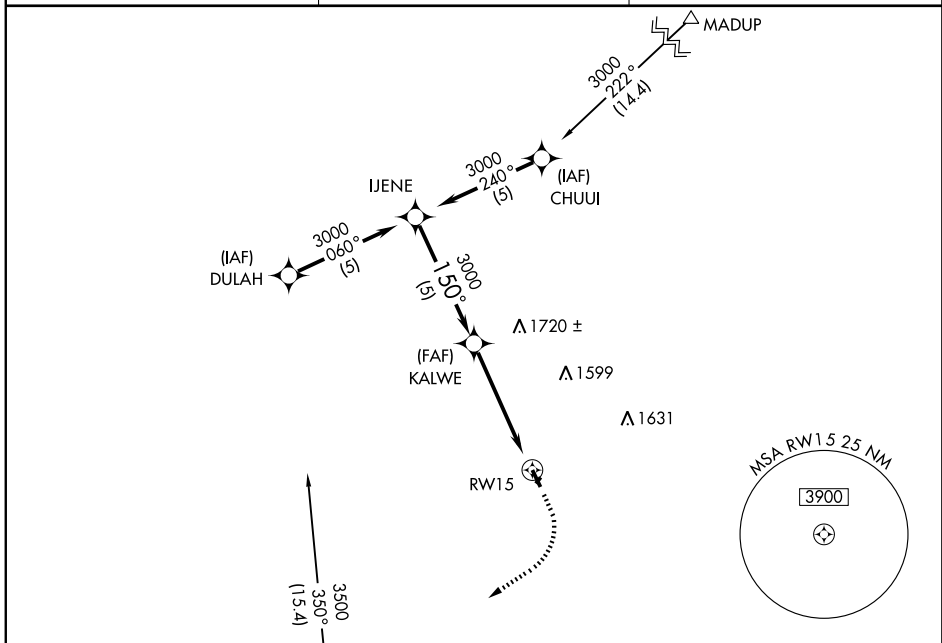 MADUP
3000
222°
(14.4)
3000
240°
(5)
(IAF)
CHUUI
IJENE
3000
060°
(5)
(IAF)
DULAH
3000
150°
(5)
1720 ±
(FAF)
KALWE
1599
1631
RW15
MSA RW15 25 NM
3900
3500
350°
(15.4)